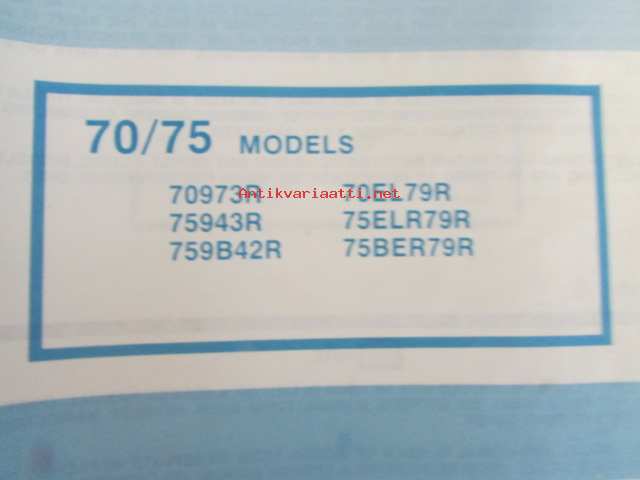 70/75 MODELS
70973R 70EL79R
Antikvariaatti.net
75943R 75ELR79R
759B42R 75BER79R